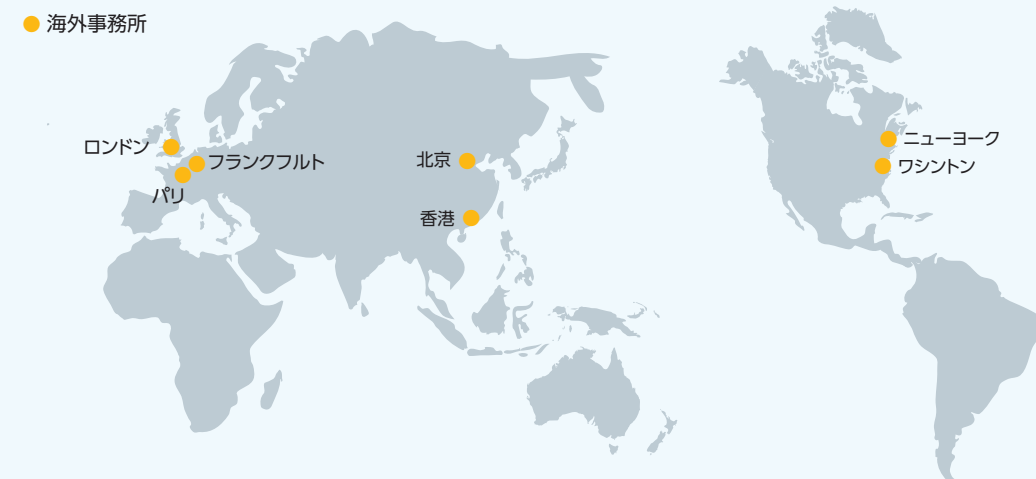 海外事務所
ロンドン
フランクフルト
パリ
北京
香港
ニューヨーク
ワシントン